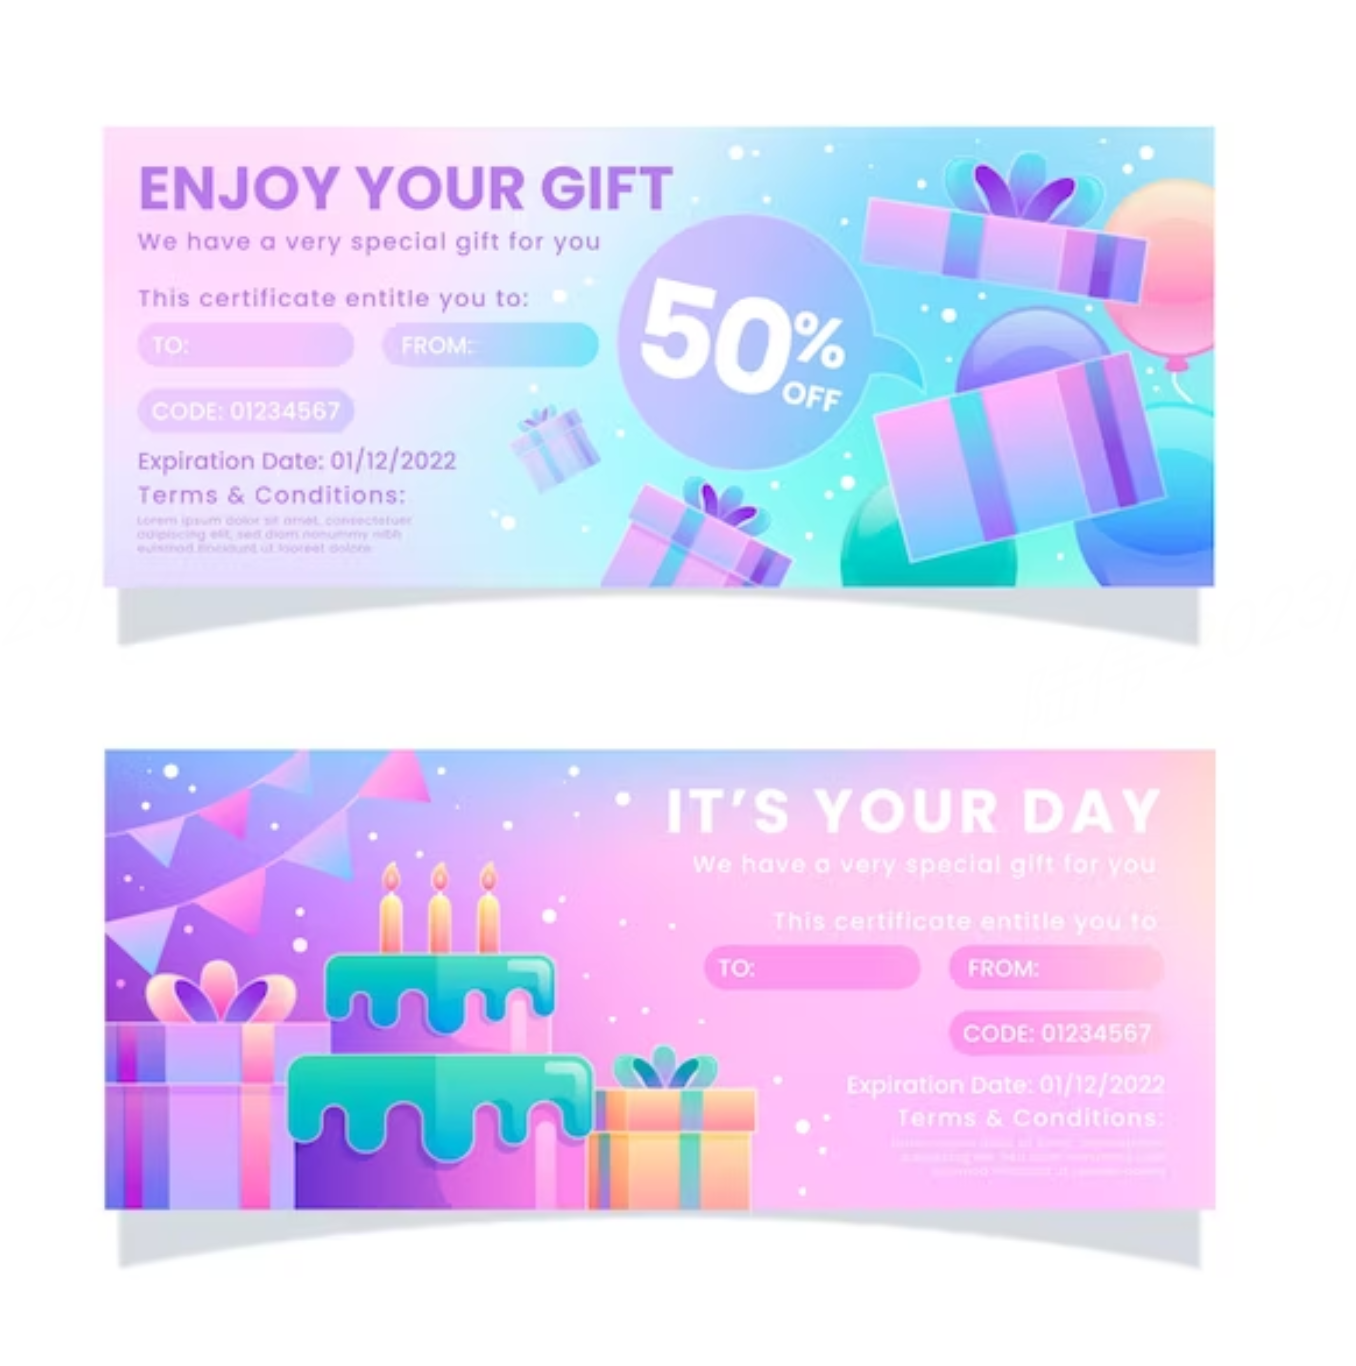 ENJOY YOUR GIFT
We have a very special gift for you
This certificate entitle you to:
TO:
FROM:
CODE: 01234567
Expiration Date: 01/12/2022
Terms & Conditions:
Lorem ipsum dolor sit amet, consectetuer
adipiscing elit, sed diam nonummy nibh
euismod tincidunt ut laoreet dolore
50%
OFF
IT'S YOUR DAY
We have a very special gift for you
This certificate entitle you to
TO:
FROM:
CODE: 01234567
Expiration Date: 01/12/2022
Terms & Conditions: